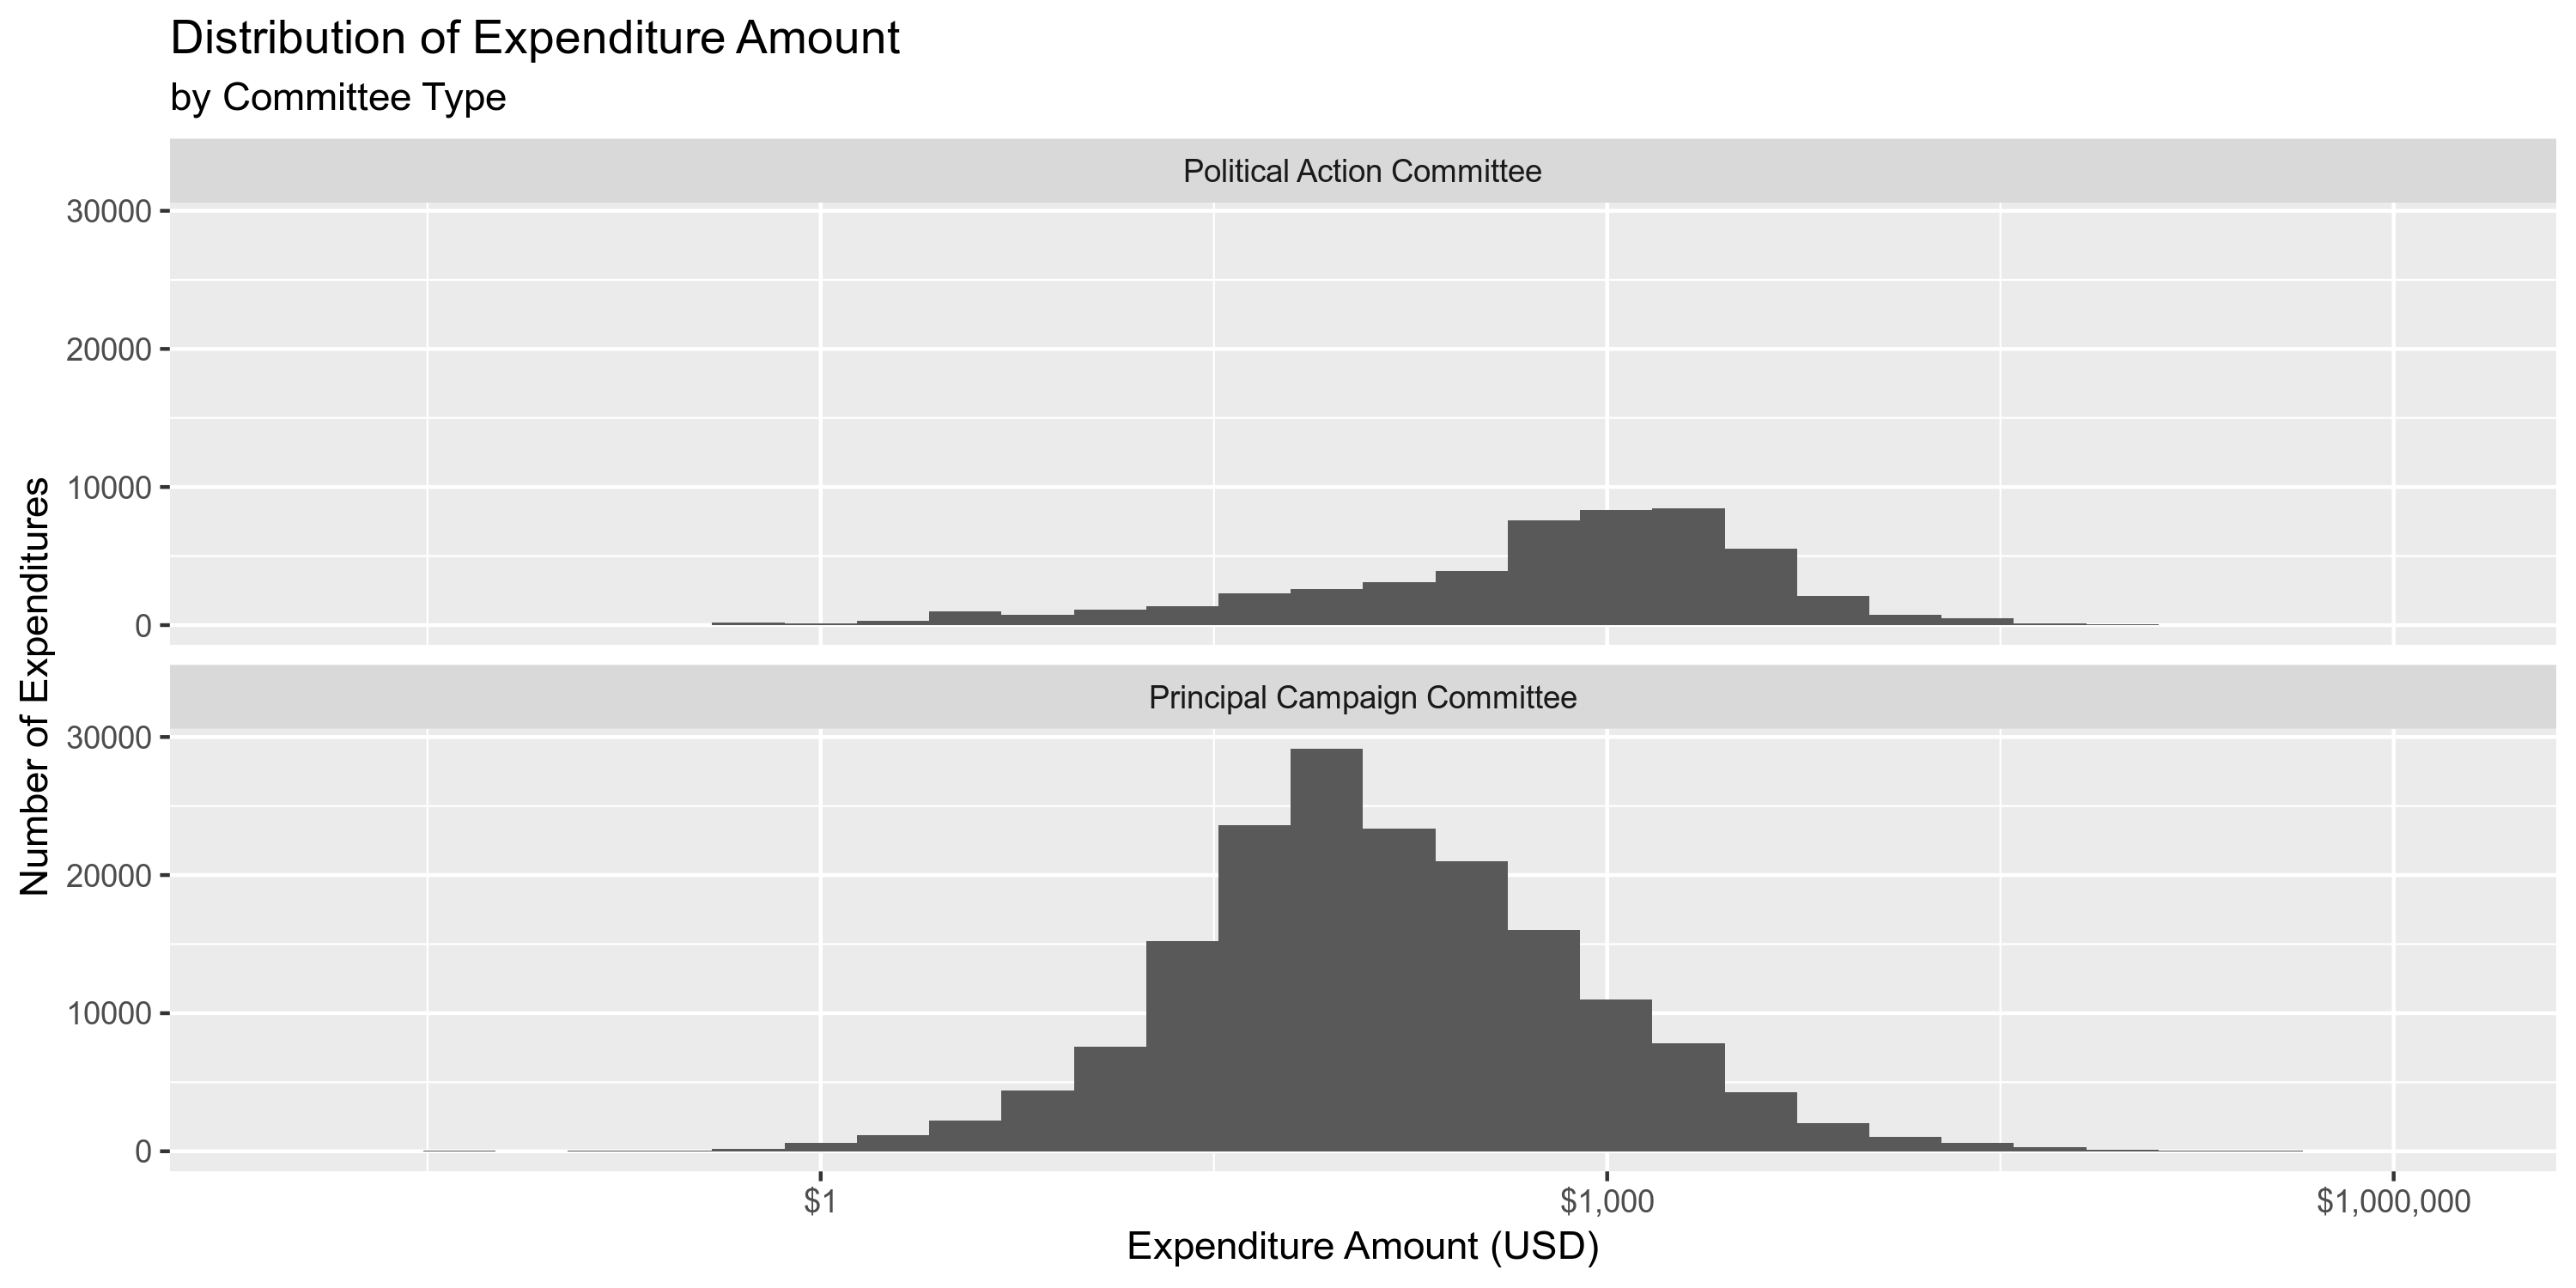 Distribution of Expenditure Amount
by Committee Type
Political Action Committee
30000
20000
10000
0
Number of Expenditures
Principal Campaign Committee
30000
20000
10000
0
$1
$1,000
$1,000,000
Expenditure Amount (USD)